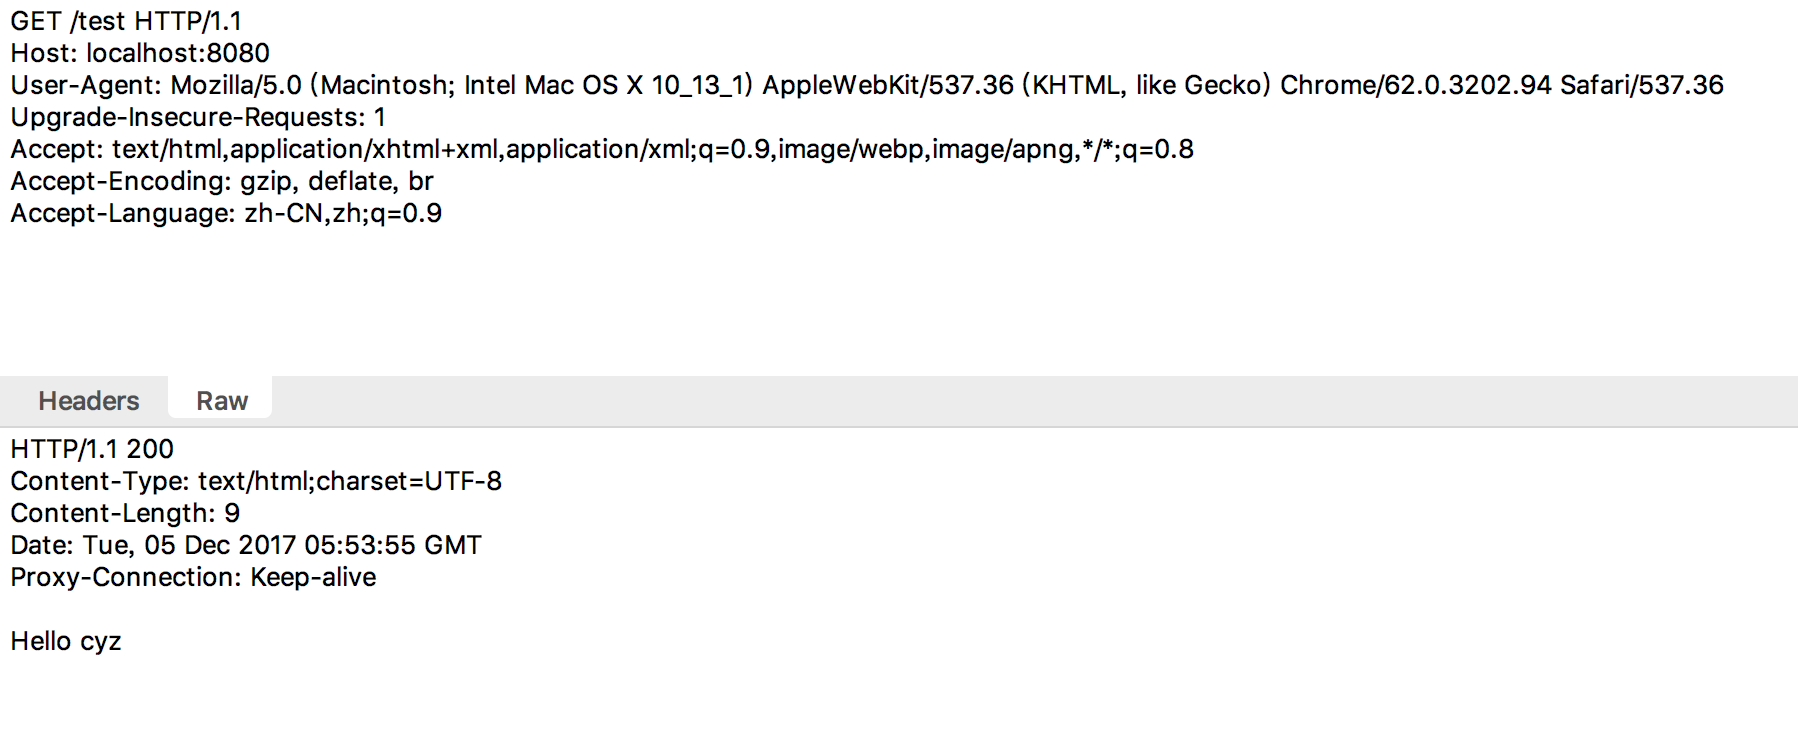 GET /test HTTP/1.1
Host: localhost:8080
User-Agent: Mozilla/5.0 (Macintosh; Intel Mac OS X 10_13_1) AppleWebKit/537.36 (KHTML, like Gecko) Chrome/62.0.3202.94 Safari/537.36
Upgrade-Insecure-Requests: 1
Accept: text/html,application/xhtml+xml,application/xml;q=0.9,image/webp,image/apng,*/*;q=0.8
Accept-Encoding: gzip, deflate, br
Accept-Language: zh-CN,zh;q=0.9
Headers Raw
HTTP/1.1 200
Content-Type: text/html;charset=UTF-8
Content-Length: 9
Date: Tue, 05 Dec 2017 05:53:55 GMT
Proxy-Connection: Keep-alive
Hello cyz